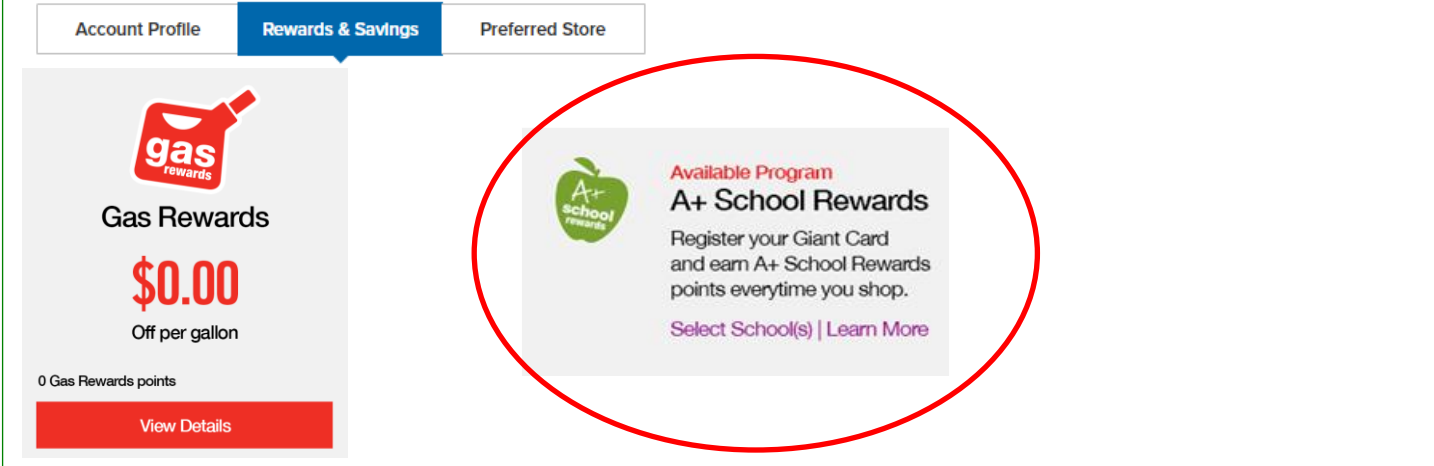 Account Profile
Rewards & Savings
Preferred Store
gas
rewards
Gas Rewards
$0.00
Off per gallon
0 Gas Rewards points
View Details
A+
school
rewards
Available Program
A+ School Rewards
Register your Giant Card
and earn A+ School Rewards
points everytime you shop.
Select School(s) | Learn More